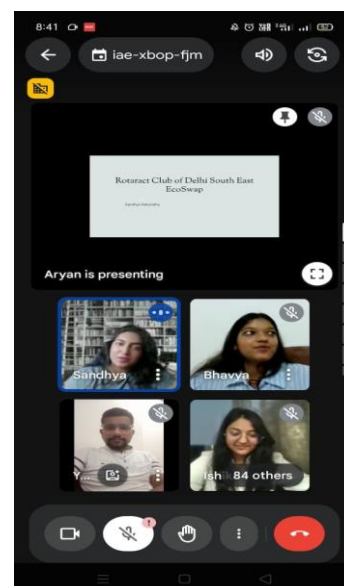 8:41
iae-xbop-fjm
Rotaract Club of Delhi South East
EcoSwap
Aryan is presenting
Sandhya
Bhavya
Y...
Ish
84 others